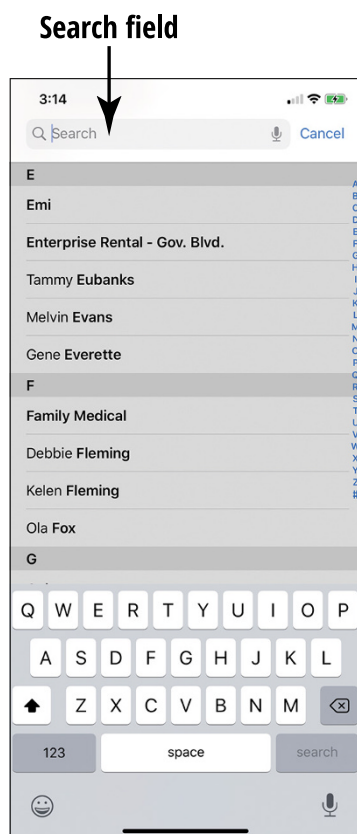 Search field
3:14
Search Cancel
E
Emi
Enterprise Rental - Gov. Blvd.
Tammy Eubanks
Melvin Evans
Gene Everette
F
Family Medical
Debbie Fleming
Kelen Fleming
Ola Fox
G
A
B
C
D
E
F
G
H
I
J
K
L
M
N
O
P
Q
R
S
T
U
V
W
X
Y
Z
#
Q W E R T Y U I O P
A S D F G H J K L
Z X C V B N M
123 space search